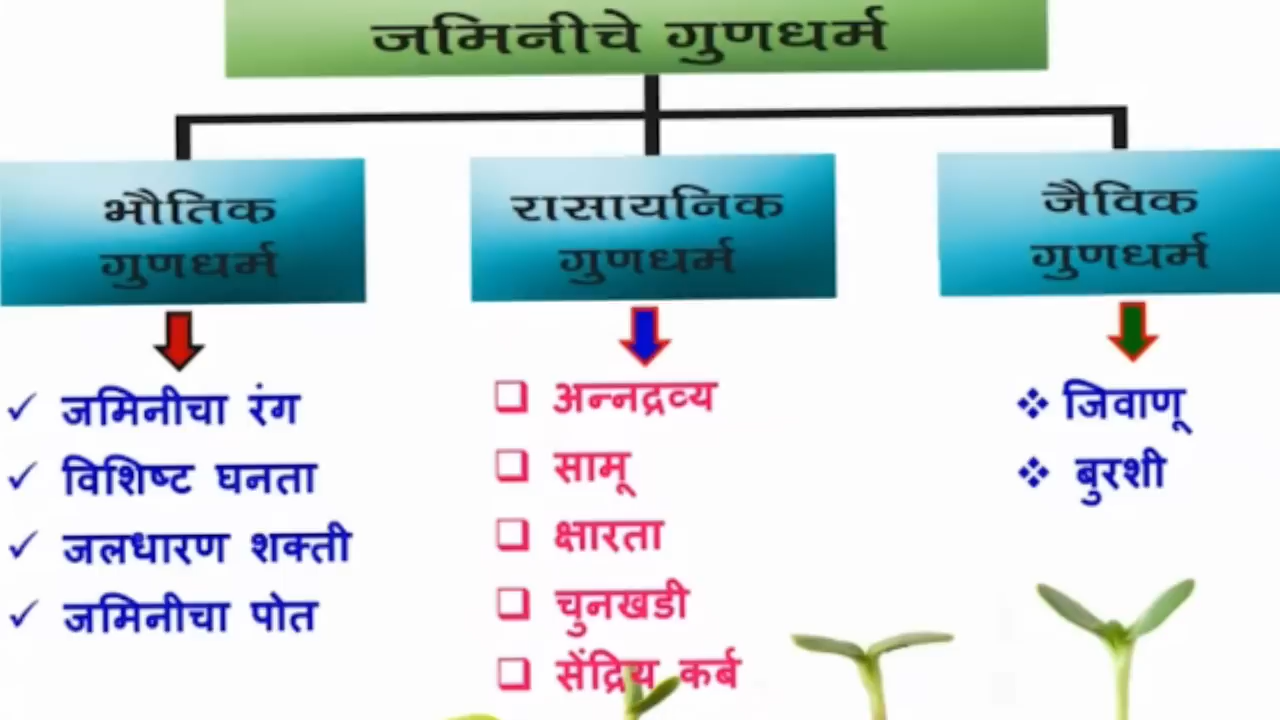 जमिनीचे गुणधर्म
भौतिक
गुणधर्म
जमिनीचा रंग
विशिष्ट घनता
जलधारण शक्ती
जमिनीचा पोत
रासायनिक
गुणधर्म
अन्नद्रव्य
सामू
क्षारता
चुनखडी
सेंद्रिय कर्ब
जैविक
गुणधर्म
जिवाणू
बुरशी